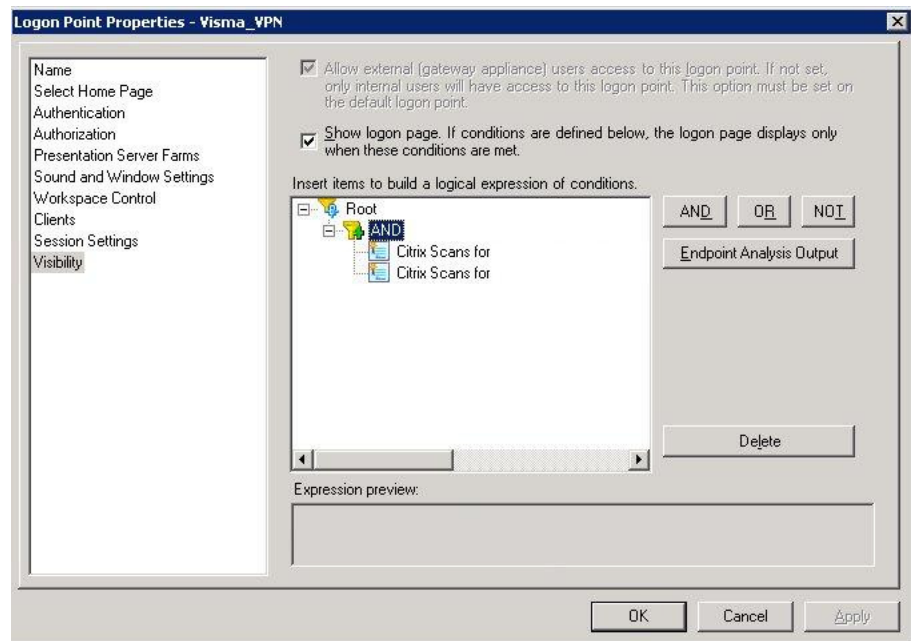 Logon Point Properties - Visma_VPN
Name
Select Home Page
Authentication
Authorization
Presentation Server Farms
Sound and Window Settings
Workspace Control
Clients
Session Settings
Visibility
Allow external (gateway appliance) users access to this logon point. If not set,
only internal users will have access to this logon point. This option must be set on
the default logon point.
Show logon page. If conditions are defined below, the logon page displays only
when these conditions are met.
Insert items to build a logical expression of conditions.
Root
AND
Citrix Scans for
Citrix Scans for
AND
OR
NOT
Endpoint Analysis Output
Delete
Expression preview:
OK
Cancel
Apply